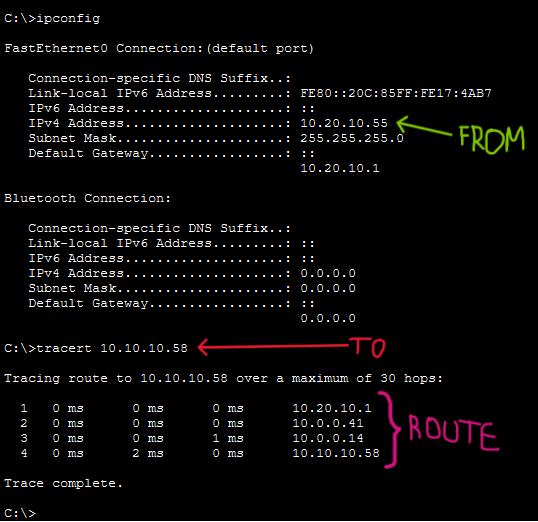 C:\>ipconfig
FastEthernet0 Connection:(default port)
Connection-specific DNS Suffix..:
Link-local IPv6 Address.........: FE80::20C:85FF:FE17:4AB7
IPv6 Address....................: ::
IPv4 Address....................: 10.20.10.55
FROM
Subnet Mask.....................: 255.255.255.0
Default Gateway.................: ::
10.20.10.1
Bluetooth Connection:
Connection-specific DNS Suffix..:
Link-local IPv6 Address.........: ::
IPv6 Address....................: ::
IPv4 Address....................: 0.0.0.0
Subnet Mask.....................: 0.0.0.0
Default Gateway.................: ::
0.0.0.0
C:\>tracert 10.10.10.58
TO
Tracing route to 10.10.10.58 over a maximum of 30 hops:
1 0 ms 0 ms 0 ms 10.20.10.1
2 0 ms 0 ms 0 ms 10.0.0.41
3 0 ms 0 ms 1 ms 10.0.0.14
4 0 ms 2 ms 0 ms 10.10.10.58
ROUTE
Trace complete.
C:\>